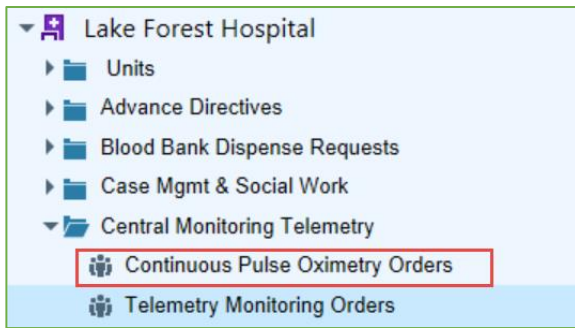 Lake Forest Hospital
Units
Advance Directives
Blood Bank Dispense Requests
Case Mgmt & Social Work
Central Monitoring Telemetry
Continuous Pulse Oximetry Orders
Telemetry Monitoring Orders